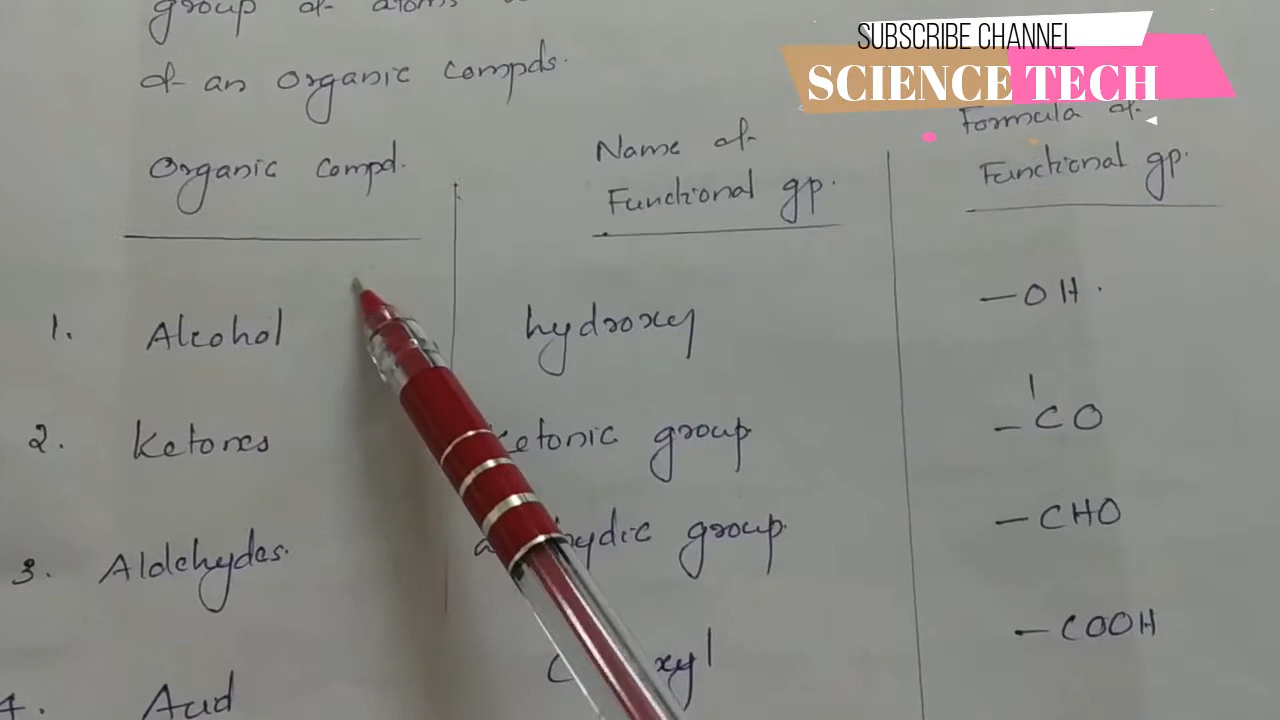 group of atoms
of an organic compds.
SUBSCRIBE CHANNEL
SCIENCE TECH
Organic compd.
Name of
Functional gp.
Formula of
Functional gp.
1. Alcohol hydroxy —OH.
2. Ketones ketonic group —CO
3. Aldehydes. group. —CHO
4. Acid —COOH